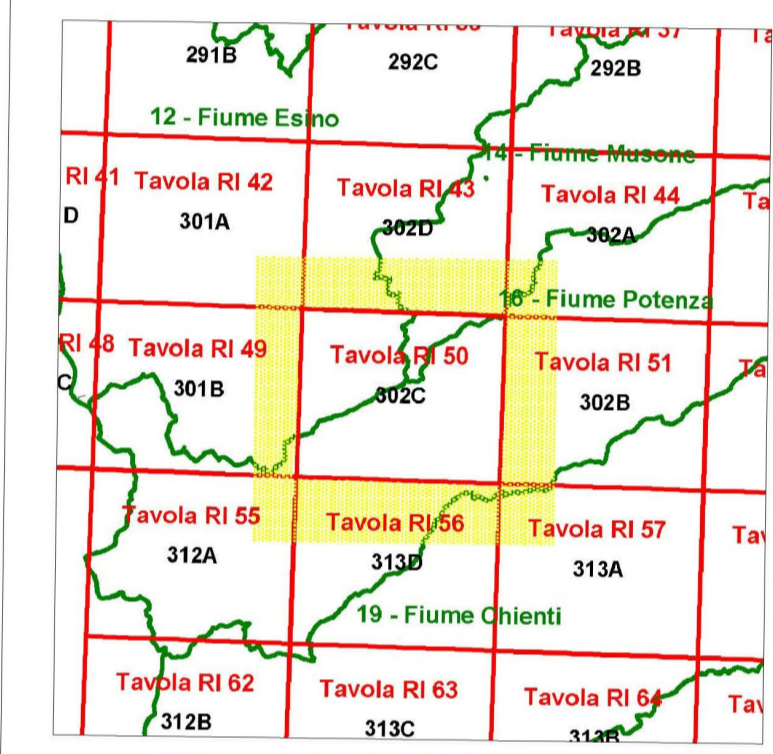 291B
292C
292B
12 - Fiume Esino
14 - Fiume Musone
RI 41
Tavola RI 42
Tavola RI 43
Tavola RI 44
D
301A
302D
302A
16 - Fiume Potenza
RI 48
Tavola RI 49
Tavola RI 50
Tavola RI 51
C
301B
302C
302B
Tavola RI 55
Tavola RI 56
Tavola RI 57
312A
313D
313A
19 - Fiume Chienti
Tavola RI 62
Tavola RI 63
Tavola RI 64
312B
313C
313B